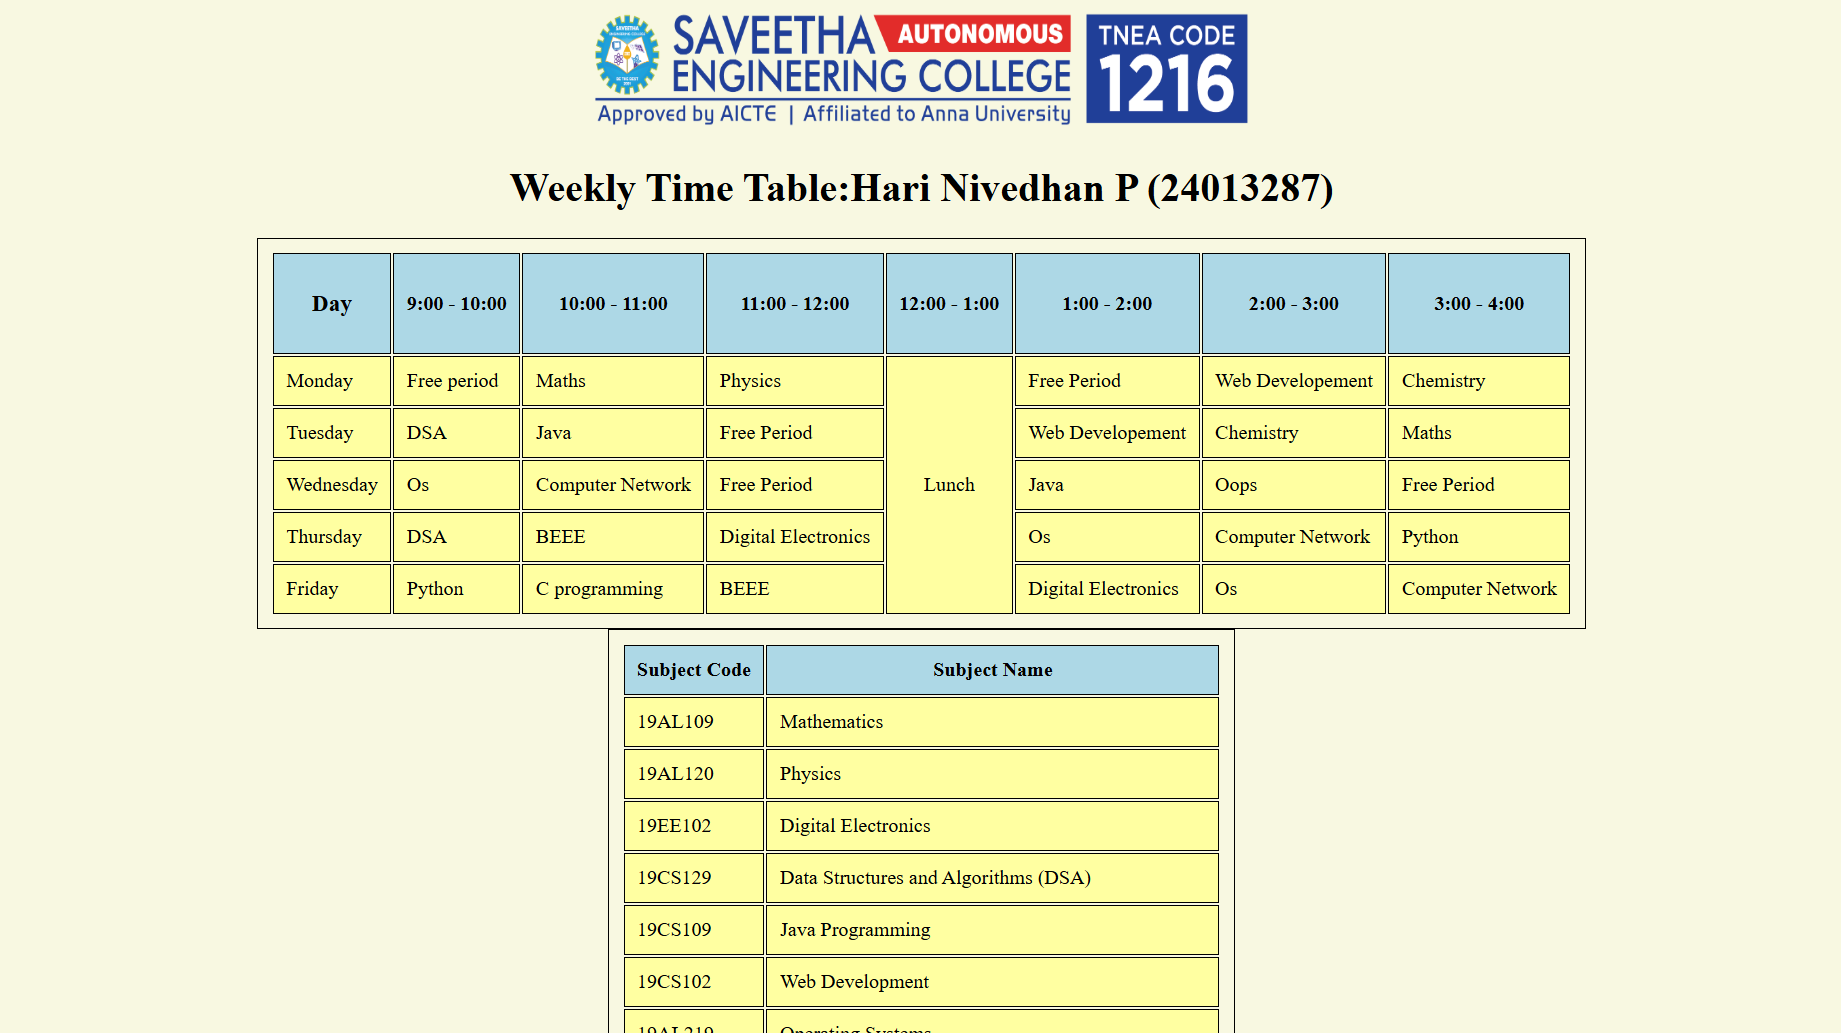 SAVEETHA AUTONOMOUS
ENGINEERING COLLEGE
Approved by AICTE | Affiliated to Anna University
TNEA CODE
1216
Weekly Time Table:Hari Nivedhan P (24013287)
Day 9:00 - 10:00 10:00 - 11:00 11:00 - 12:00 12:00 - 1:00 1:00 - 2:00 2:00 - 3:00 3:00 - 4:00
Monday Free period Maths Physics Free Period Web Developement Chemistry
Tuesday DSA Java Free Period Web Developement Chemistry Maths
Wednesday Os Computer Network Free Period Lunch Java Oops Free Period
Thursday DSA BEEE Digital Electronics Os Computer Network Python
Friday Python C programming BEEE Digital Electronics Os Computer Network
Subject Code Subject Name
19AL109 Mathematics
19AL120 Physics
19EE102 Digital Electronics
19CS129 Data Structures and Algorithms (DSA)
19CS109 Java Programming
19CS102 Web Development
19AL219 Operating Systems